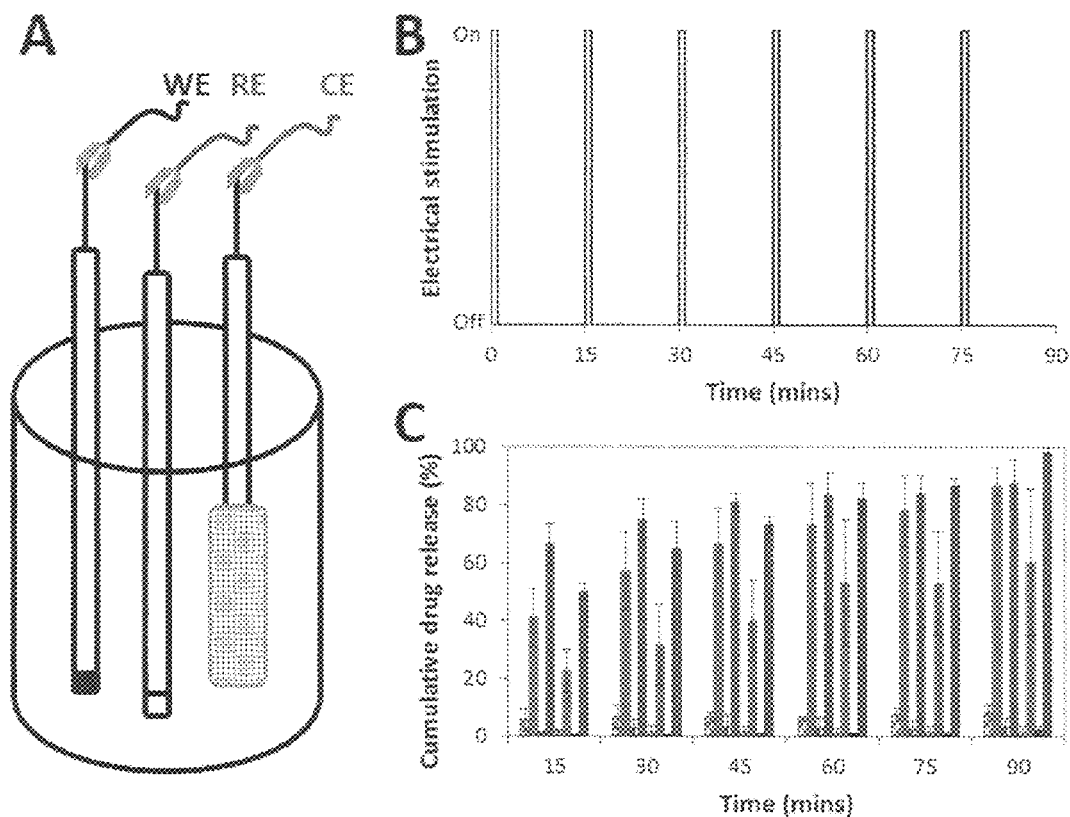 A
WE RE CE
B
Electrical stimulation
On
Off
0 15 30 45 60 75 90
Time (mins)
C
Cumulative drug release (%)
100
80
60
40
20
0
15 30 45 60 75 90
Time (mins)